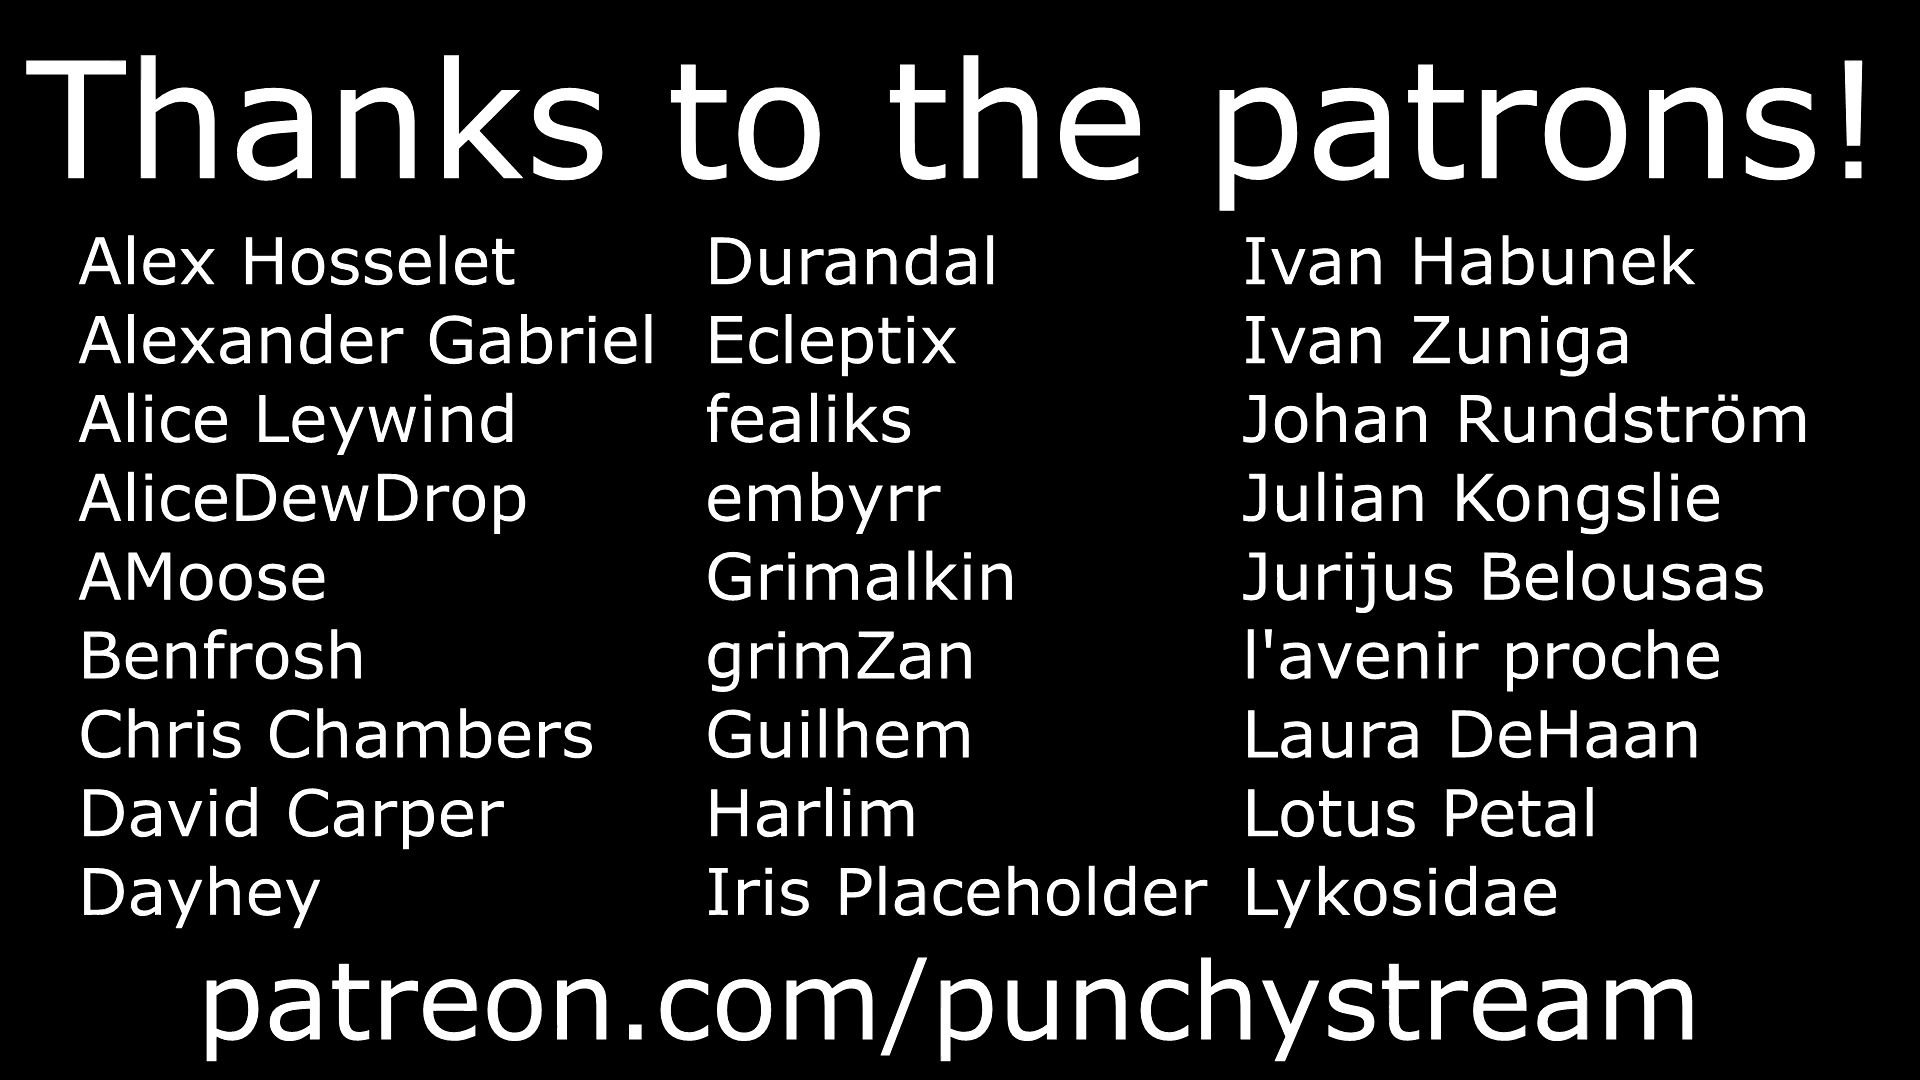 Thanks to the patrons!
Alex Hosselet
Alexander Gabriel
Alice Leywind
AliceDewDrop
AMoose
Benfrosh
Chris Chambers
David Carper
Dayhey
Durandal
Ecleptix
fealiks
embyrr
Grimalkin
grimZan
Guilhem
Harlim
Iris Placeholder
Ivan Habunek
Ivan Zuniga
Johan Rundström
Julian Kongslie
Jurijus Belousas
l'avenir proche
Laura DeHaan
Lotus Petal
Lykosidae
patreon.com/punchystream